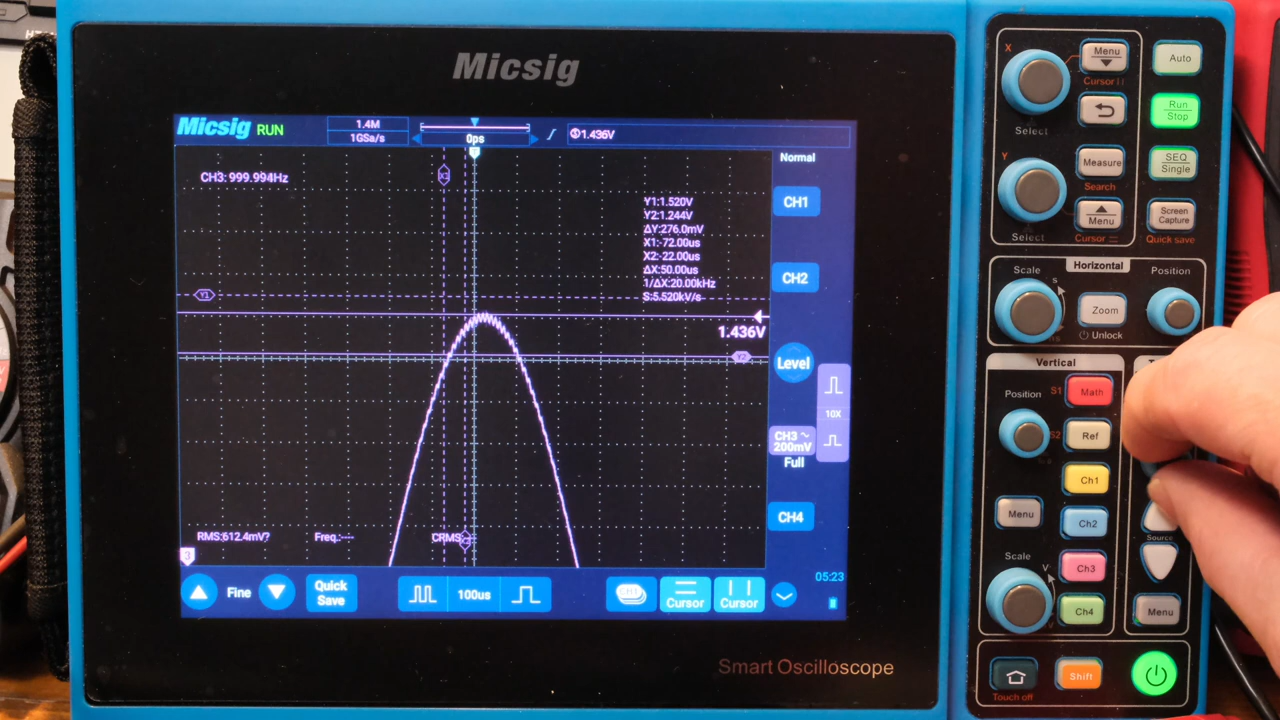 Micsig
Micsig RUN
1.4M
1GSa/s
0ps
1.436V
CH3: 999.994Hz
Y1:1.520V
Y2:1.244V
ΔY:276.0mV
X1:-72.00us
X2:-22.00us
ΔX:50.00us
1/ΔX:20.00kHz
S:5.520kV/s
Y1
1.436V
Y2
RMS:612.4mV?
Freq.:----
CRMS
3
Normal
CH1
CH2
Level
10X
CH3 ~
200mV
Full
CH4
05:23
Fine
Quick
Save
100us
CH1
Cursor
Cursor
Smart Oscilloscope
X
Select
Menu
Cursor
Auto
Run
Stop
Y
Select
Measure
Search
Menu
Cursor
SEQ
Single
Screen
Capture
Quick save
Horizontal
Scale
s
Zoom
Unlock
Position
Vertical
Position
S1
Math
Ref
Ch1
Menu
Ch2
Scale
V
Ch3
Ch4
Source
Menu
Touch off
Shift